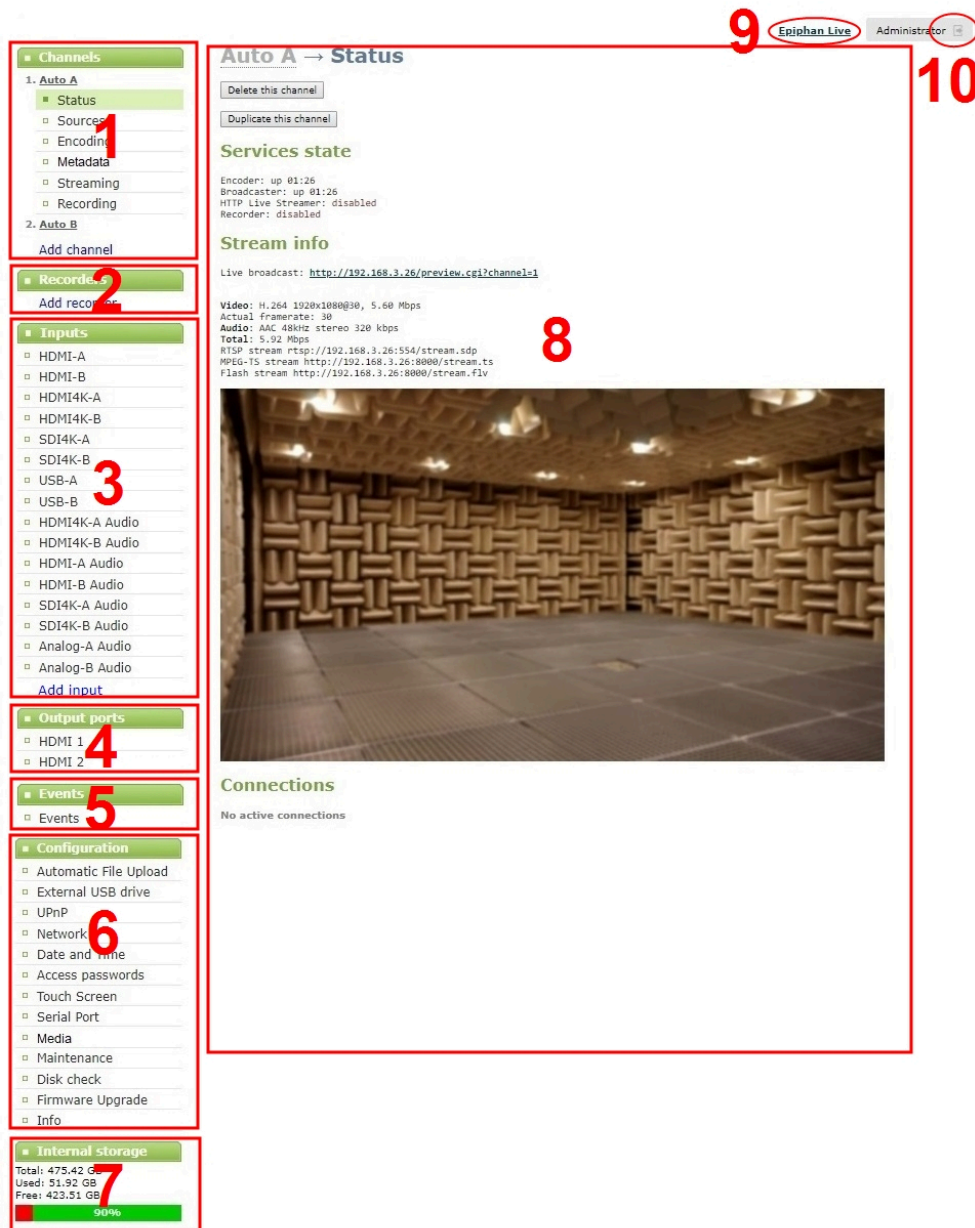 9
Epiphan Live
Administrator
10
Channels
1. Auto A
Status
Sources
Encoding
Metadata
Streaming
Recording
2. Auto B
Add channel
1
Recorders
Add recorder
2
Inputs
HDMI-A
HDMI-B
HDMI4K-A
HDMI4K-B
SDI4K-A
SDI4K-B
USB-A
USB-B
HDMI4K-A Audio
HDMI4K-B Audio
HDMI-A Audio
HDMI-B Audio
SDI4K-A Audio
SDI4K-B Audio
Analog-A Audio
Analog-B Audio
Add input
3
Output ports
HDMI 1
HDMI 2
4
Events
Events
5
Configuration
Automatic File Upload
External USB drive
UPnP
Network
Date and Time
Access passwords
Touch Screen
Serial Port
Media
Maintenance
Disk check
Firmware Upgrade
Info
6
Internal storage
Total: 475.42 GB
Used: 51.92 GB
Free: 423.51 GB
90%
7
Auto A → Status
Delete this channel
Duplicate this channel
Services state
Encoder: up 01:26
Broadcaster: up 01:26
HTTP Live Streamer: disabled
Recorder: disabled
Stream info
Live broadcast: http://192.168.3.26/preview.cgi?channel=1
Video: H.264 1920x1080@30, 5.60 Mbps
Actual framerate: 30
Audio: AAC 48kHz stereo 320 kbps
Total: 5.92 Mbps
RTSP stream rtsp://192.168.3.26:554/stream.sdp
MPEG-TS stream http://192.168.3.26:8000/stream.ts
Flash stream http://192.168.3.26:8000/stream.flv
8
Connections
No active connections